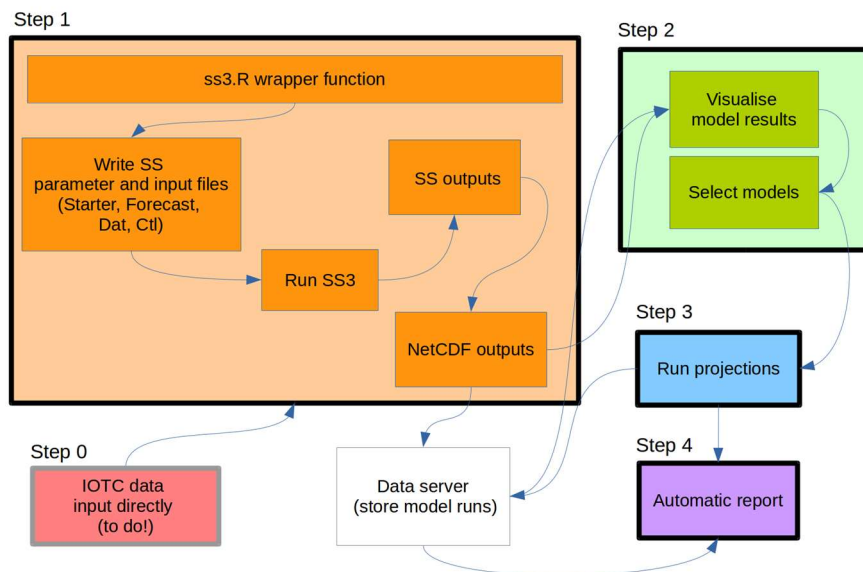 Step 1
ss3.R wrapper function
Write SS
parameter and input files
(Starter, Forecast,
Dat, Ctl)
SS outputs
Run SS3
NetCDF outputs
Step 2
Visualise
model results
Select models
Step 3
Run projections
Step 0
IOTC data
input directly
(to do!)
Data server
(store model runs)
Step 4
Automatic report